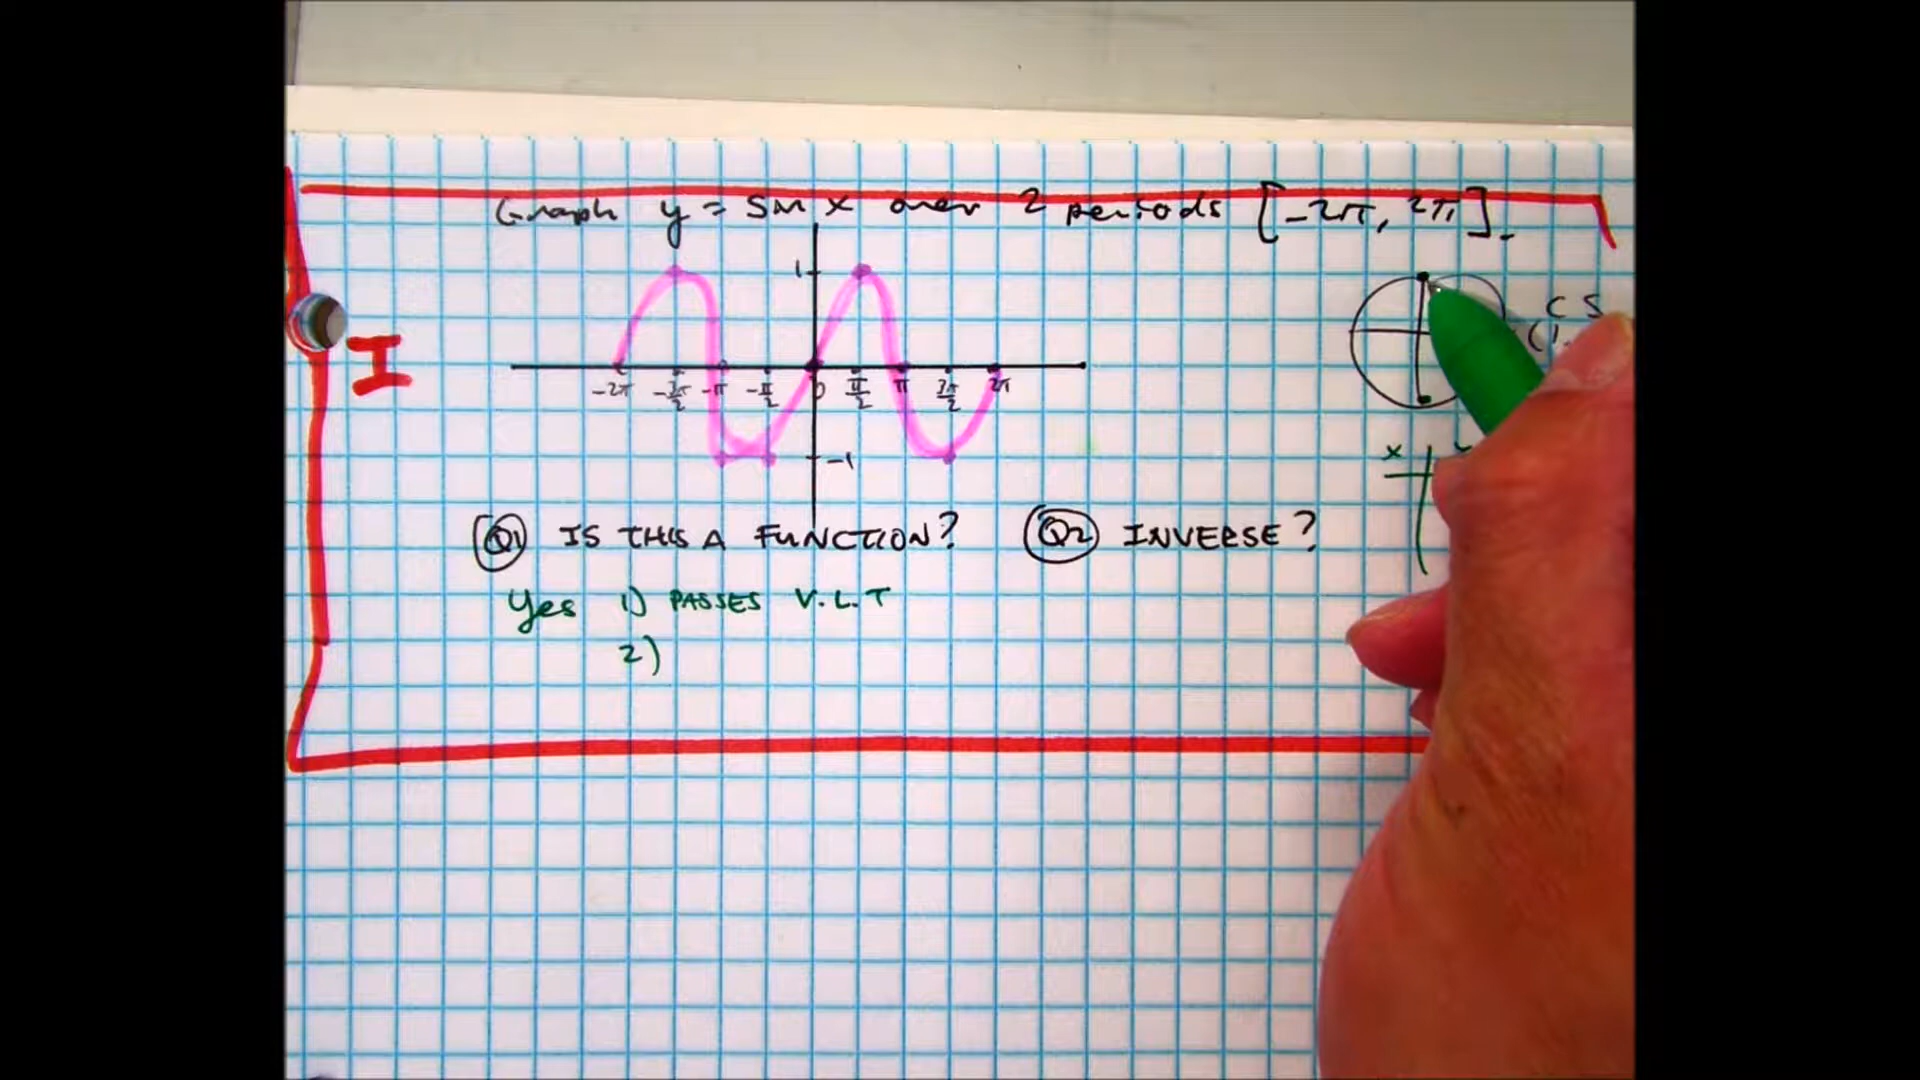 Graph y = sin x over 2 periods [-2π, 2π].
1
C S
(1,
I
-2π -3π/2 -π -π/2 0 π/2 π 3π/2 2π
-1
x
Q1 IS THIS A FUNCTION? Q2 INVERSE?
Yes 1) PASSES V.L.T
2)